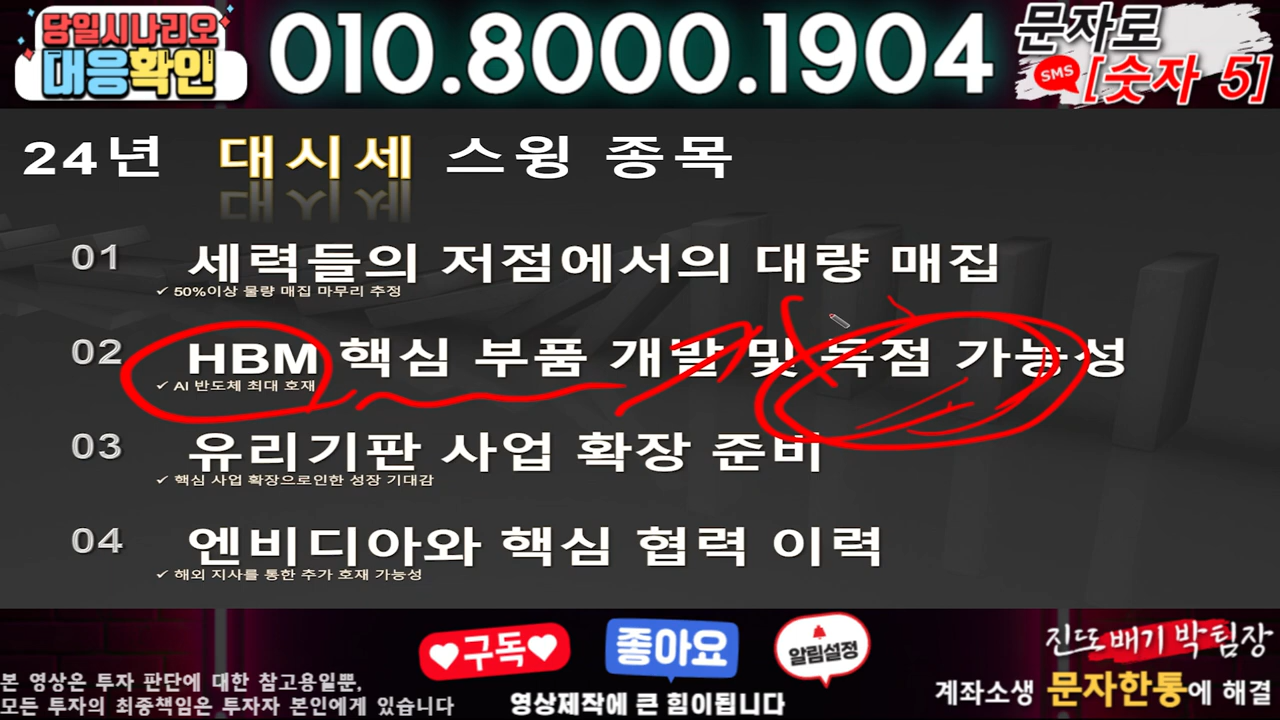 당일시나리오
대응확인
010.8000.1904
문자로
SMS
[숫자 5]
24년 대시세 스윙 종목
01 세력들의 저점에서의 대량 매집
✓ 50%이상 물량 매집 마무리 추정
02 HBM 핵심 부품 개발 및 독점 가능성
✓ AI 반도체 최대 호재
03 유리기판 사업 확장 준비
✓ 핵심 사업 확장으로인한 성장 기대감
04 엔비디아와 핵심 협력 이력
✓ 해외 지사를 통한 추가 호재 가능성
구독
좋아요
알림설정
영상제작에 큰 힘이됩니다
본 영상은 투자 판단에 대한 참고용일뿐,
모든 투자의 최종책임은 투자자 본인에게 있습니다
진또배기 박팀장
계좌소생 문자한통에 해결